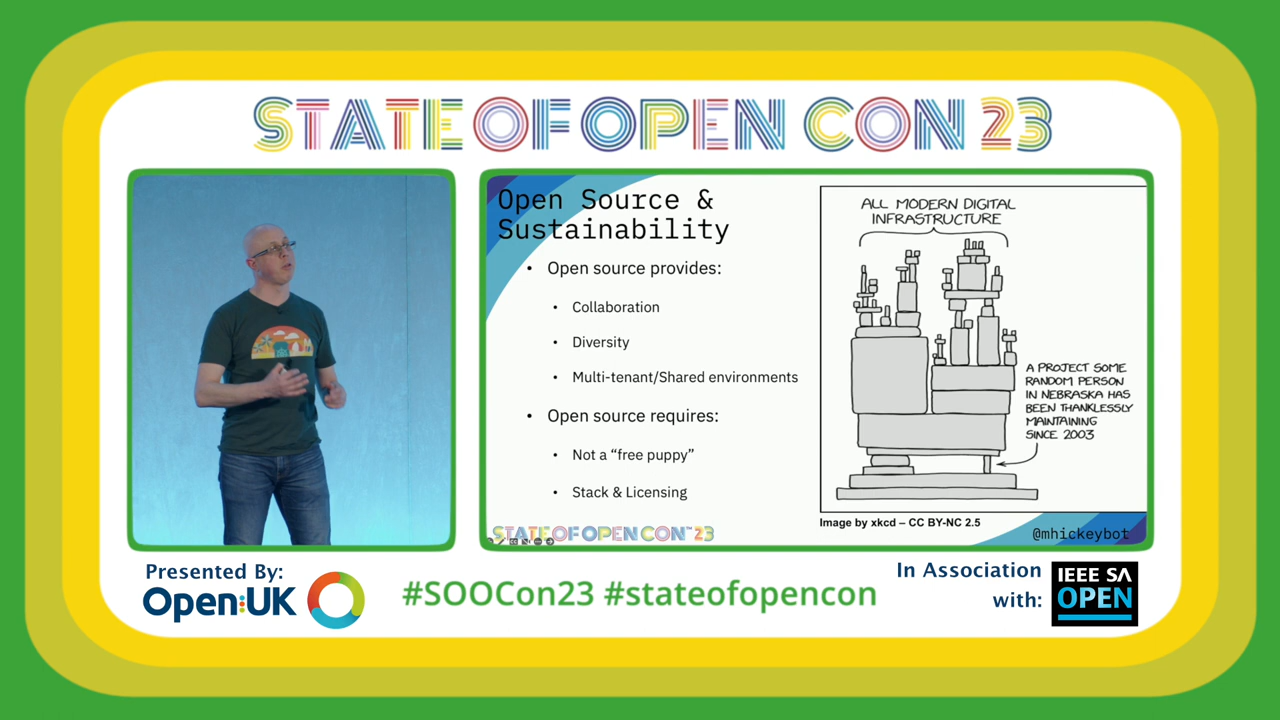 STATE OF OPEN CON 23
Open Source &
Sustainability
• Open source provides:
• Collaboration
• Diversity
• Multi-tenant/Shared environments
• Open source requires:
• Not a “free puppy”
• Stack & Licensing
ALL MODERN DIGITAL
INFRASTRUCTURE
A PROJECT SOME
RANDOM PERSON
IN NEBRASKA HAS
BEEN THANKLESSLY
MAINTAINING
SINCE 2003
Image by xkcd – CC BY-NC 2.5
STATE OF OPEN CON™ 23
@mhickeybot
Presented By:
Open:UK
#SOOCon23 #stateofopencon
In Association
with:
IEEE SA
OPEN